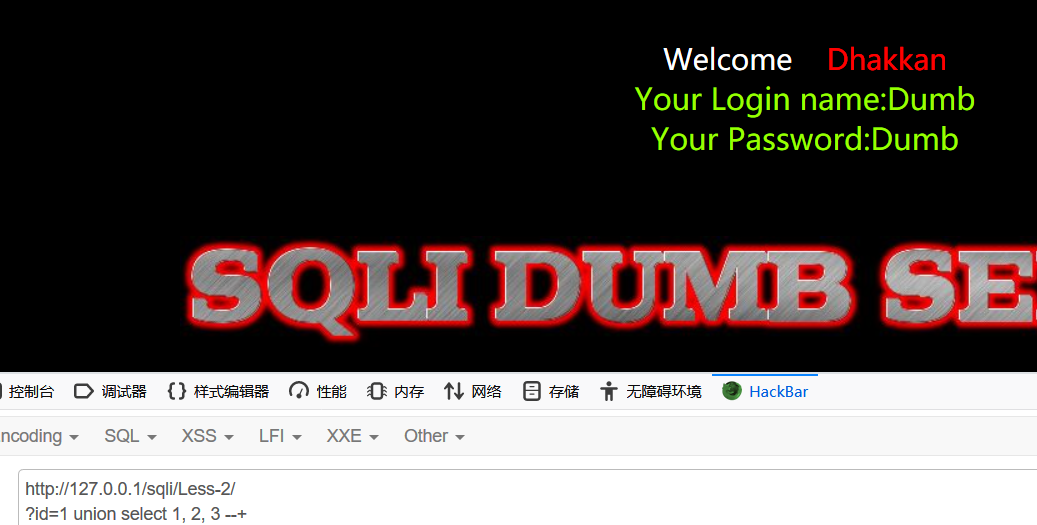 Welcome Dhakkan
Your Login name:Dumb
Your Password:Dumb
SQLI DUMB SE
控制台 调试器 样式编辑器 性能 内存 网络 存储 无障碍环境 HackBar
ncoding SQL XSS LFI XXE Other
http://127.0.0.1/sqli/Less-2/
?id=1 union select 1, 2, 3 --+